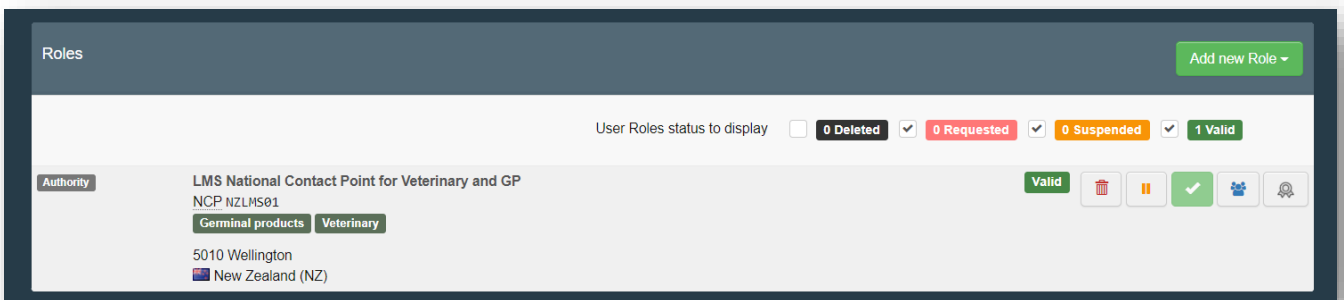 Roles
Add new Role
User Roles status to display 0 Deleted 0 Requested 0 Suspended 1 Valid
Authority LMS National Contact Point for Veterinary and GP Valid
NCP NZLMS01
Germinal products Veterinary
5010 Wellington
New Zealand (NZ)